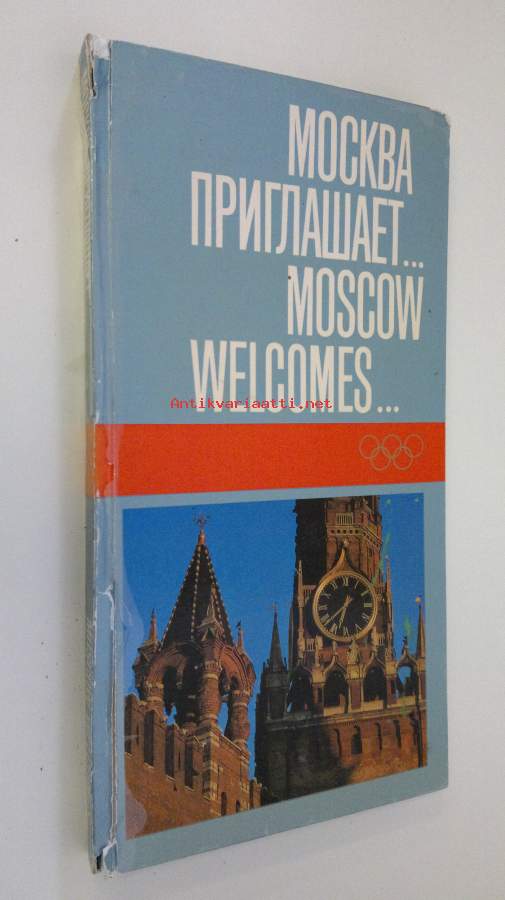 МОСКВА
ПРИГЛАШАЕТ...
MOSCOW
WELCOMES...
Antikvariaatti.net